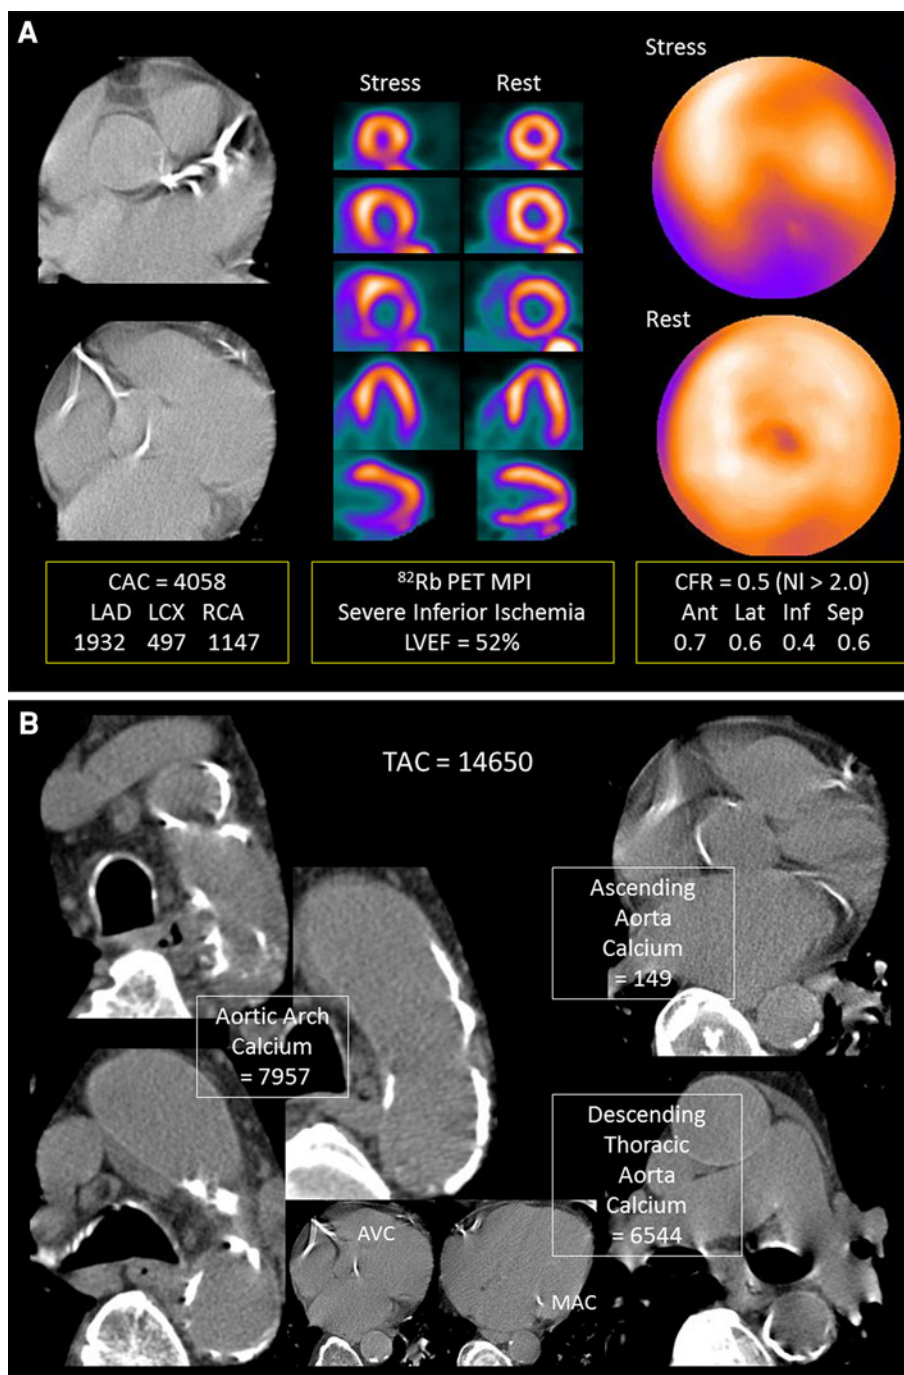 A
Stress
Rest
Stress
Rest
CAC = 4058
LAD LCX RCA
1932 497 1147
⁸²Rb PET MPI
Severe Inferior Ischemia
LVEF = 52%
CFR = 0.5 (Nl > 2.0)
Ant Lat Inf Sep
0.7 0.6 0.4 0.6
B
TAC = 14650
Ascending
Aorta
Calcium
= 149
Aortic Arch
Calcium
= 7957
Descending
Thoracic
Aorta
Calcium
= 6544
AVC
MAC